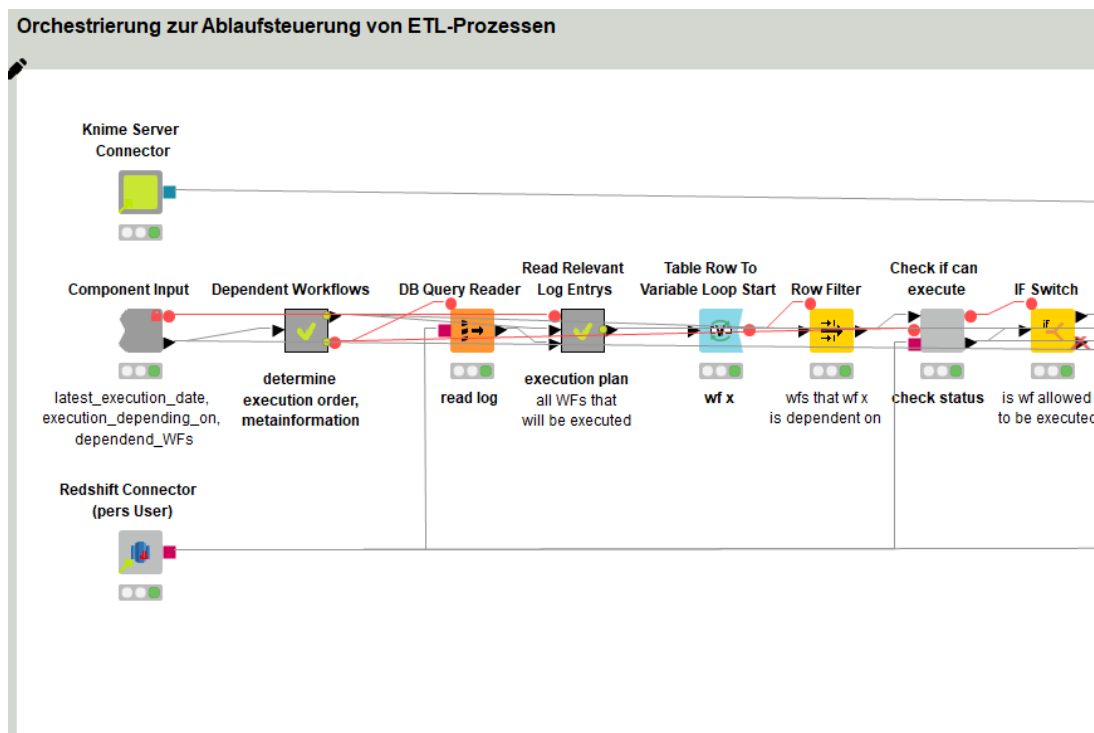 Orchestrierung zur Ablaufsteuerung von ETL-Prozessen
Knime Server
Connector
Component Input
latest_execution_date,
execution_depending_on,
dependend_WFs
Dependent Workflows
determine
execution order,
metainformation
DB Query Reader
read log
Read Relevant
Log Entrys
execution plan
all WFs that
will be executed
Table Row To
Variable Loop Start
wf x
Row Filter
wfs that wf x
is dependent on
Check if can
execute
check status
IF Switch
if
is wf allowed
to be executed
Redshift Connector
(pers User)